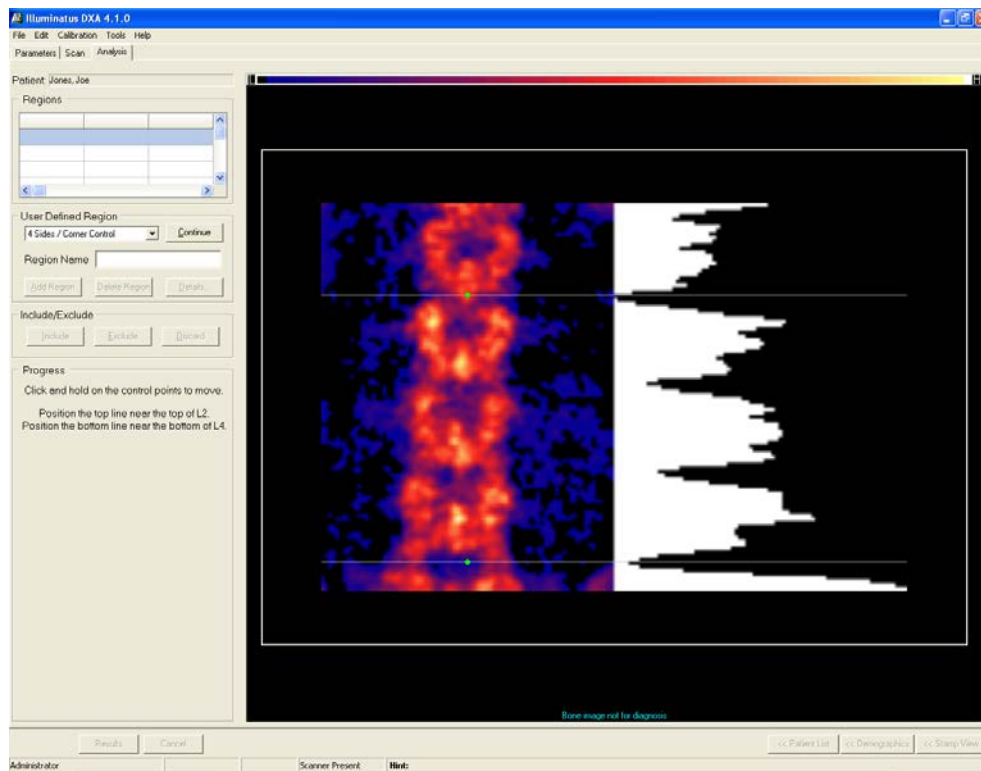 Illuminatus DXA 4.1.0
File Edit Calibration Tools Help
Parameters Scan Analysis
Patient Jones, Joe
Regions
User Defined Region
4 Sides / Corner Control Continue
Region Name
Add Region Delete Region Details...
Include/Exclude
Include Exclude Discard
Progress
Click and hold on the control points to move.
Position the top line near the top of L2.
Position the bottom line near the bottom of L4.
Bone image not for diagnosis
Results Cancel
<< Patient List << Demographics << Stamp View
Administrator Scanner Present Hint: